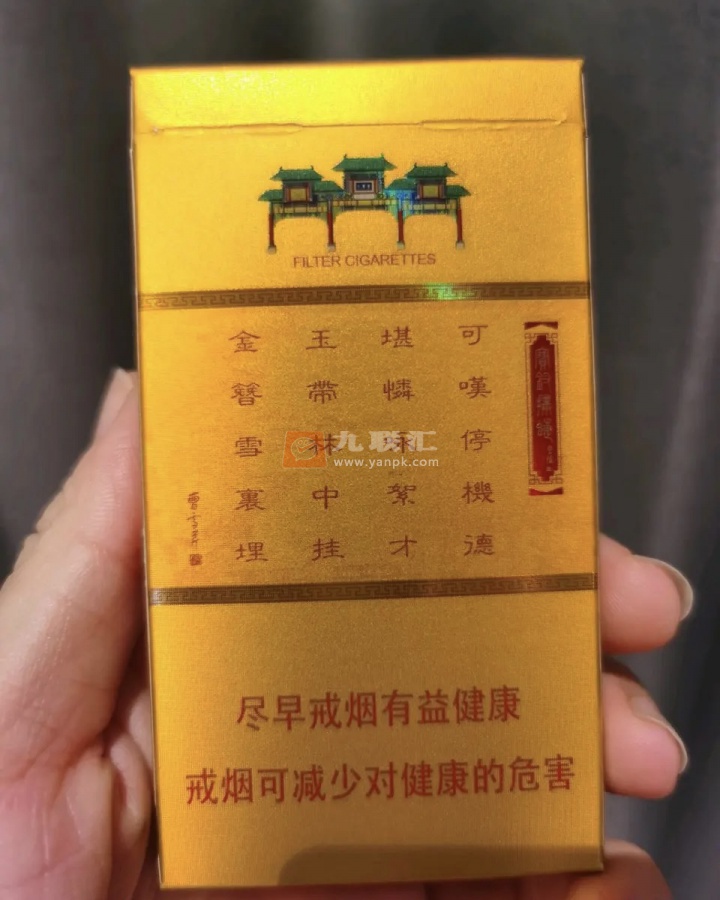 FILTER CIGARETTES
可嘆停機德
堪憐詠絮才
玉帶林中挂
金簪雪裏埋
九联汇
www.yanpk.com
尽早戒烟有益健康
戒烟可减少对健康的危害